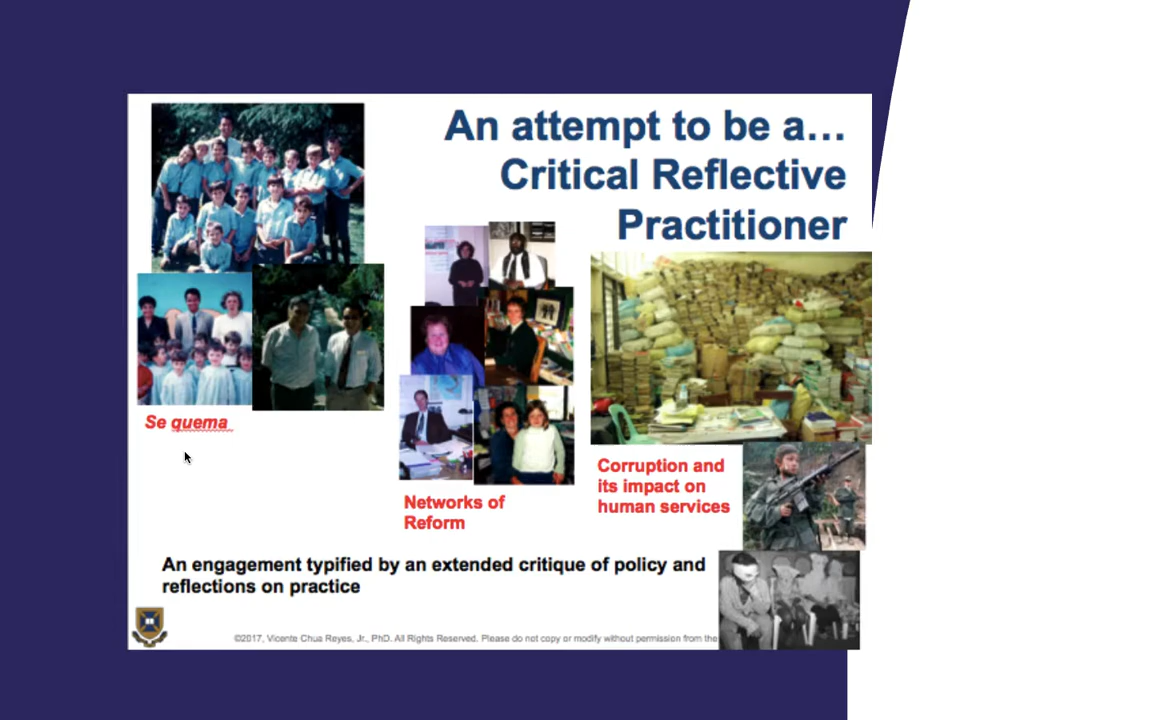 An attempt to be a…
Critical Reflective
Practitioner
Se quema
Networks of
Reform
Corruption and
its impact on
human services
An engagement typified by an extended critique of policy and
reflections on practice
©2017, Vicente Chua Reyes, Jr., PhD. All Rights Reserved. Please do not copy or modify without permission from the